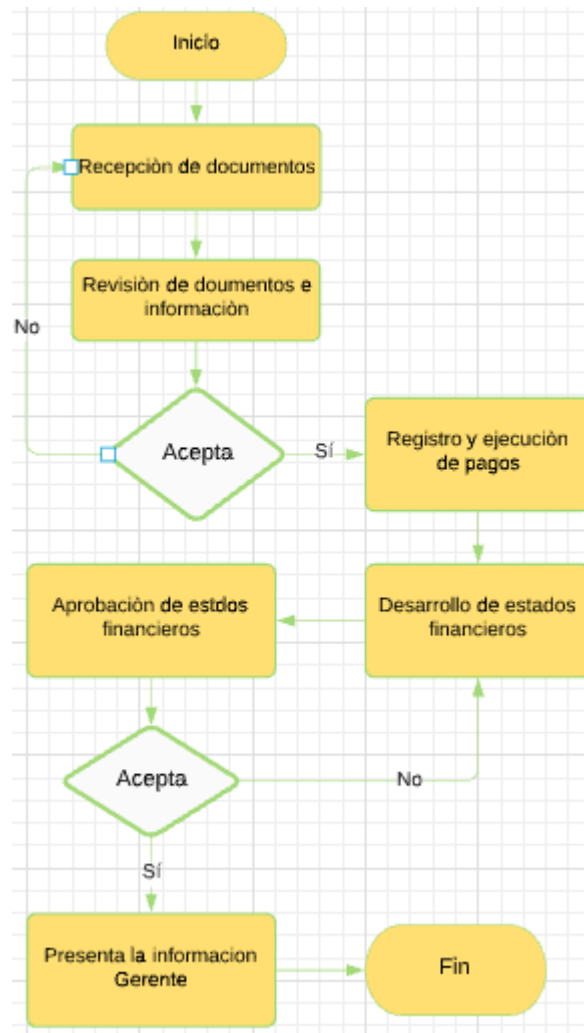 Inicio
Recepciòn de documentos
Revisiòn de doumentos e
informaciòn
No
Acepta
Sí
Registro y ejecuciòn
de pagos
Aprobaciòn de estdos
financieros
Desarrollo de estados
financieros
Acepta
No
Sí
Presenta la informacion
Gerente
Fin